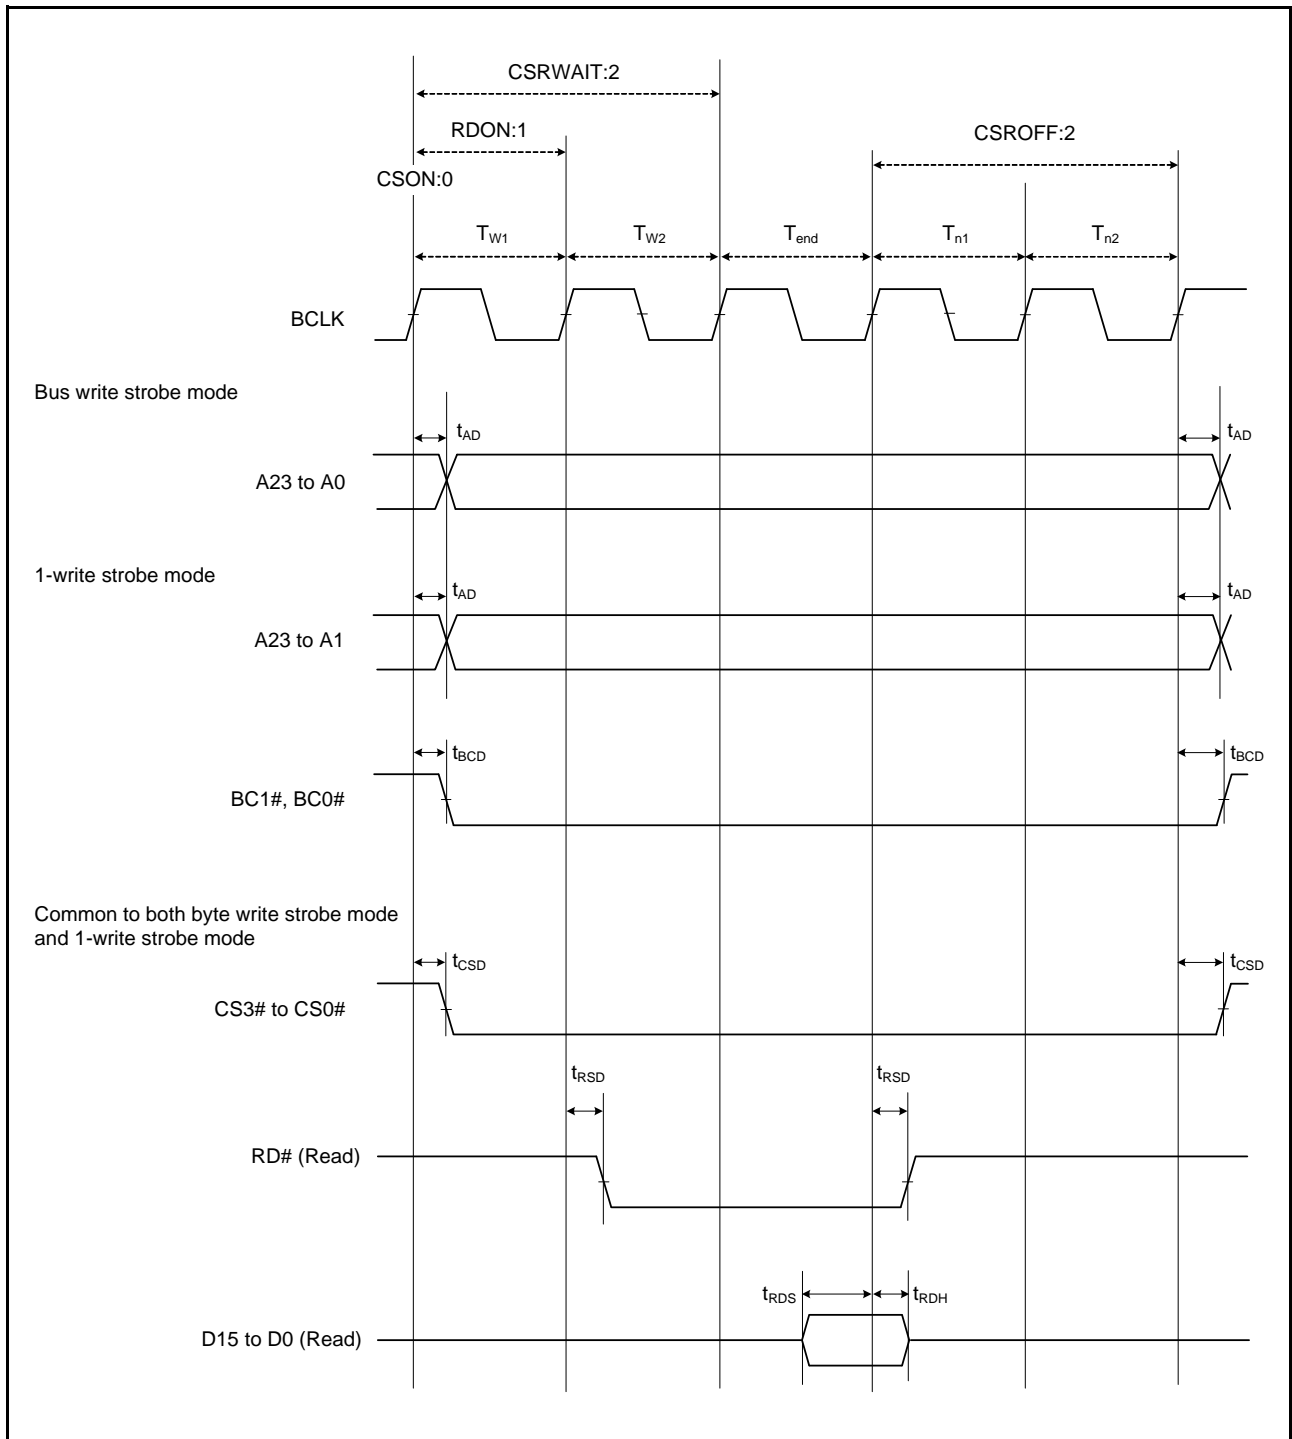 CSRWAIT:2
RDON:1
CSROFF:2
CSON:0
TW1
TW2
Tend
Tn1
Tn2
BCLK
Bus write strobe mode
tAD
tAD
A23 to A0
1-write strobe mode
tAD
tAD
A23 to A1
tBCD
tBCD
BC1#, BC0#
Common to both byte write strobe mode
and 1-write strobe mode
tCSD
tCSD
CS3# to CS0#
tRSD
tRSD
RD# (Read)
tRDS
tRDH
D15 to D0 (Read)